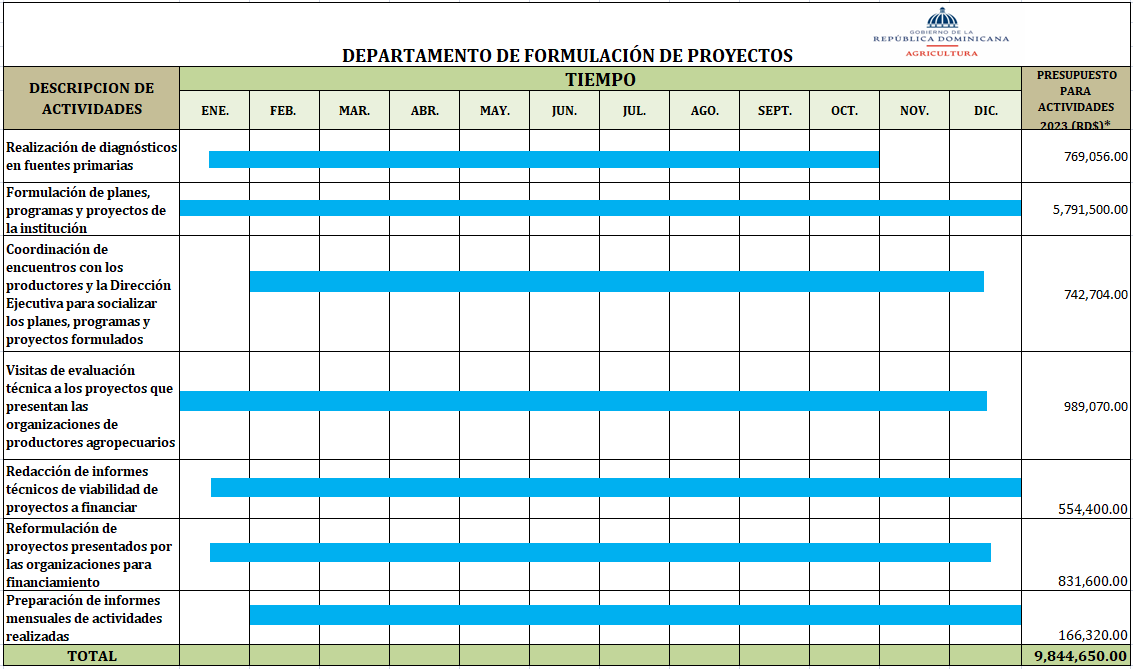 GOBIERNO DE LA
REPÚBLICA DOMINICANA
AGRICULTURA
DEPARTAMENTO DE FORMULACIÓN DE PROYECTOS
DESCRIPCION DE
ACTIVIDADES
TIEMPO
PRESUPUESTO
PARA
ACTIVIDADES
2023 (RD$)*
ENE. FEB. MAR. ABR. MAY. JUN. JUL. AGO. SEPT. OCT. NOV. DIC.
Realización de diagnósticos
en fuentes primarias
769,056.00
Formulación de planes,
programas y proyectos de
la institución
5,791,500.00
Coordinación de
encuentros con los
productores y la Dirección
Ejecutiva para socializar
los planes, programas y
proyectos formulados
742,704.00
Visitas de evaluación
técnica a los proyectos que
presentan las
organizaciones de
productores agropecuarios
989,070.00
Redacción de informes
técnicos de viabilidad de
proyectos a financiar
554,400.00
Reformulación de
proyectos presentados por
las organizaciones para
financiamiento
831,600.00
Preparación de informes
mensuales de actividades
realizadas
166,320.00
TOTAL 9,844,650.00